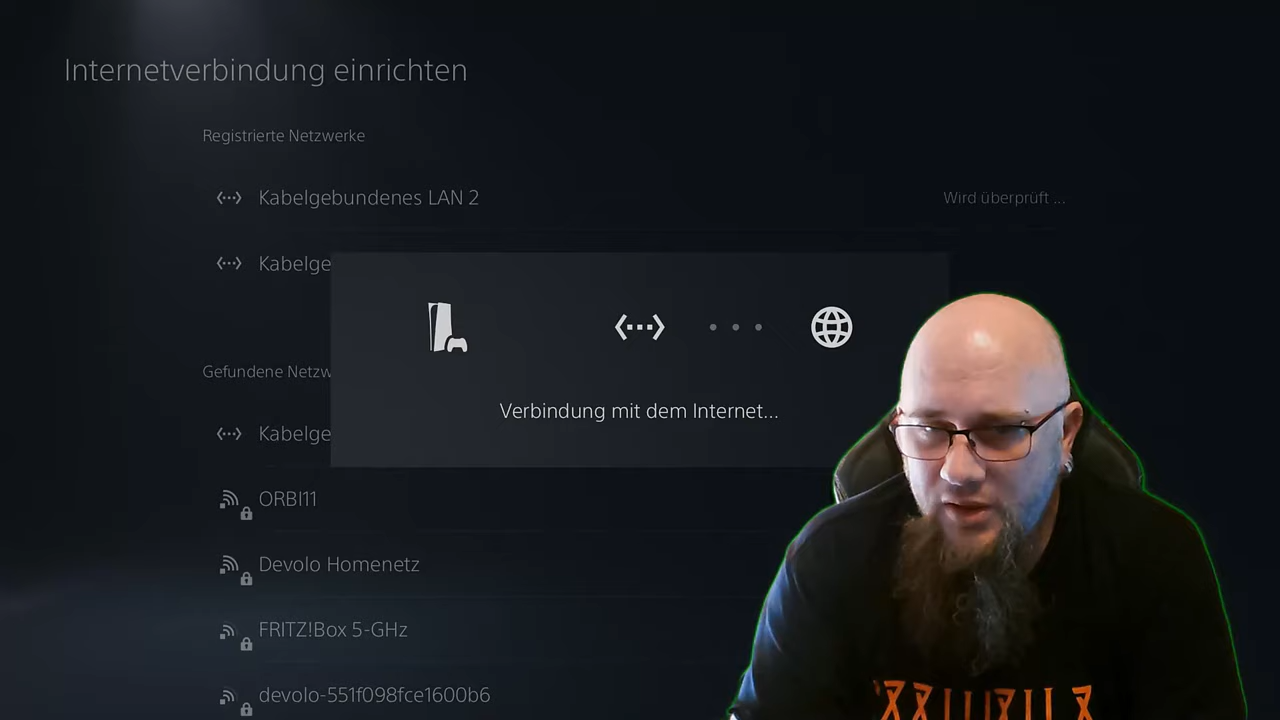 Internetverbindung einrichten
Registrierte Netzwerke
Kabelgebundenes LAN 2
Wird überprüft ...
Kabelge
Verbindung mit dem Internet...
Gefundene Netzw
Kabelge
ORBI11
Devolo Homenetz
FRITZ!Box 5-GHz
devolo-551f098fce1600b6